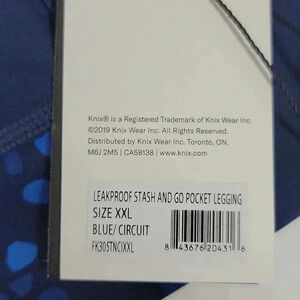 Knix® is a Registered Trademark of Knix Wear Inc.
©2019 Knix Wear Inc. All Rights Reserved.
Distributed by Knix Wear Inc. Toronto, ON,
M6J 2M5 | CA58138 | www.knix.com
LEAKPROOF STASH AND GO POCKET LEGGING
SIZE XXL
BLUE/ CIRCUIT
FK305TNCIXXL
8 43676 20431 6